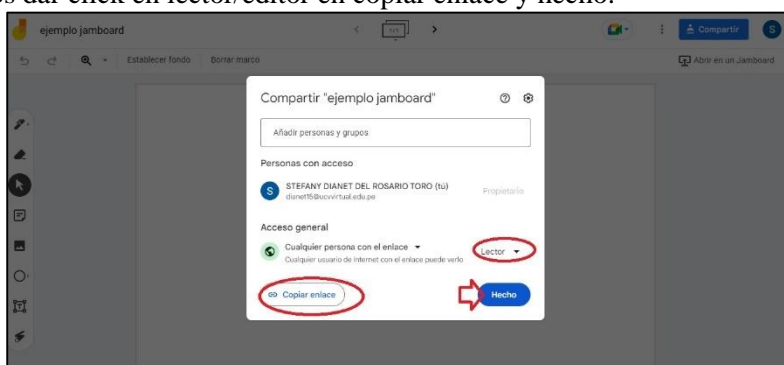 s dar click en lector/editor en copiar enlace y hecho.
ejemplo jamboard
1/1
Compartir
S
Establecer fondo
Borrar marco
Abrir en un Jamboard
Compartir "ejemplo jamboard"
Añadir personas y grupos
Personas con acceso
S
STEFANY DIANET DEL ROSARIO TORO (tú)
Propietario
dianet15@ucvvirtual.edu.pe
Acceso general
Cualquier persona con el enlace
Lector
Cualquier usuario de Internet con el enlace puede verlo
Copiar enlace
Hecho